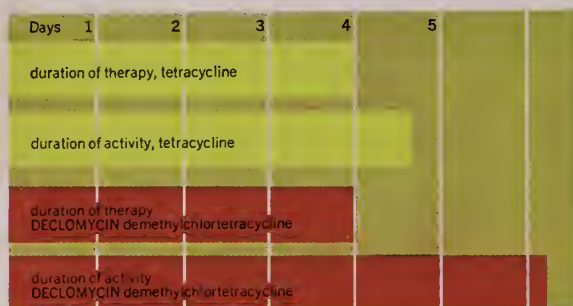 Days 1 2 3 4 5
duration of therapy, tetracycline
duration of activity, tetracycline
duration of therapy
DECLOMYCIN demethylchlortetracycline
duration of activity
DECLOMYCIN demethylchlortetracycline